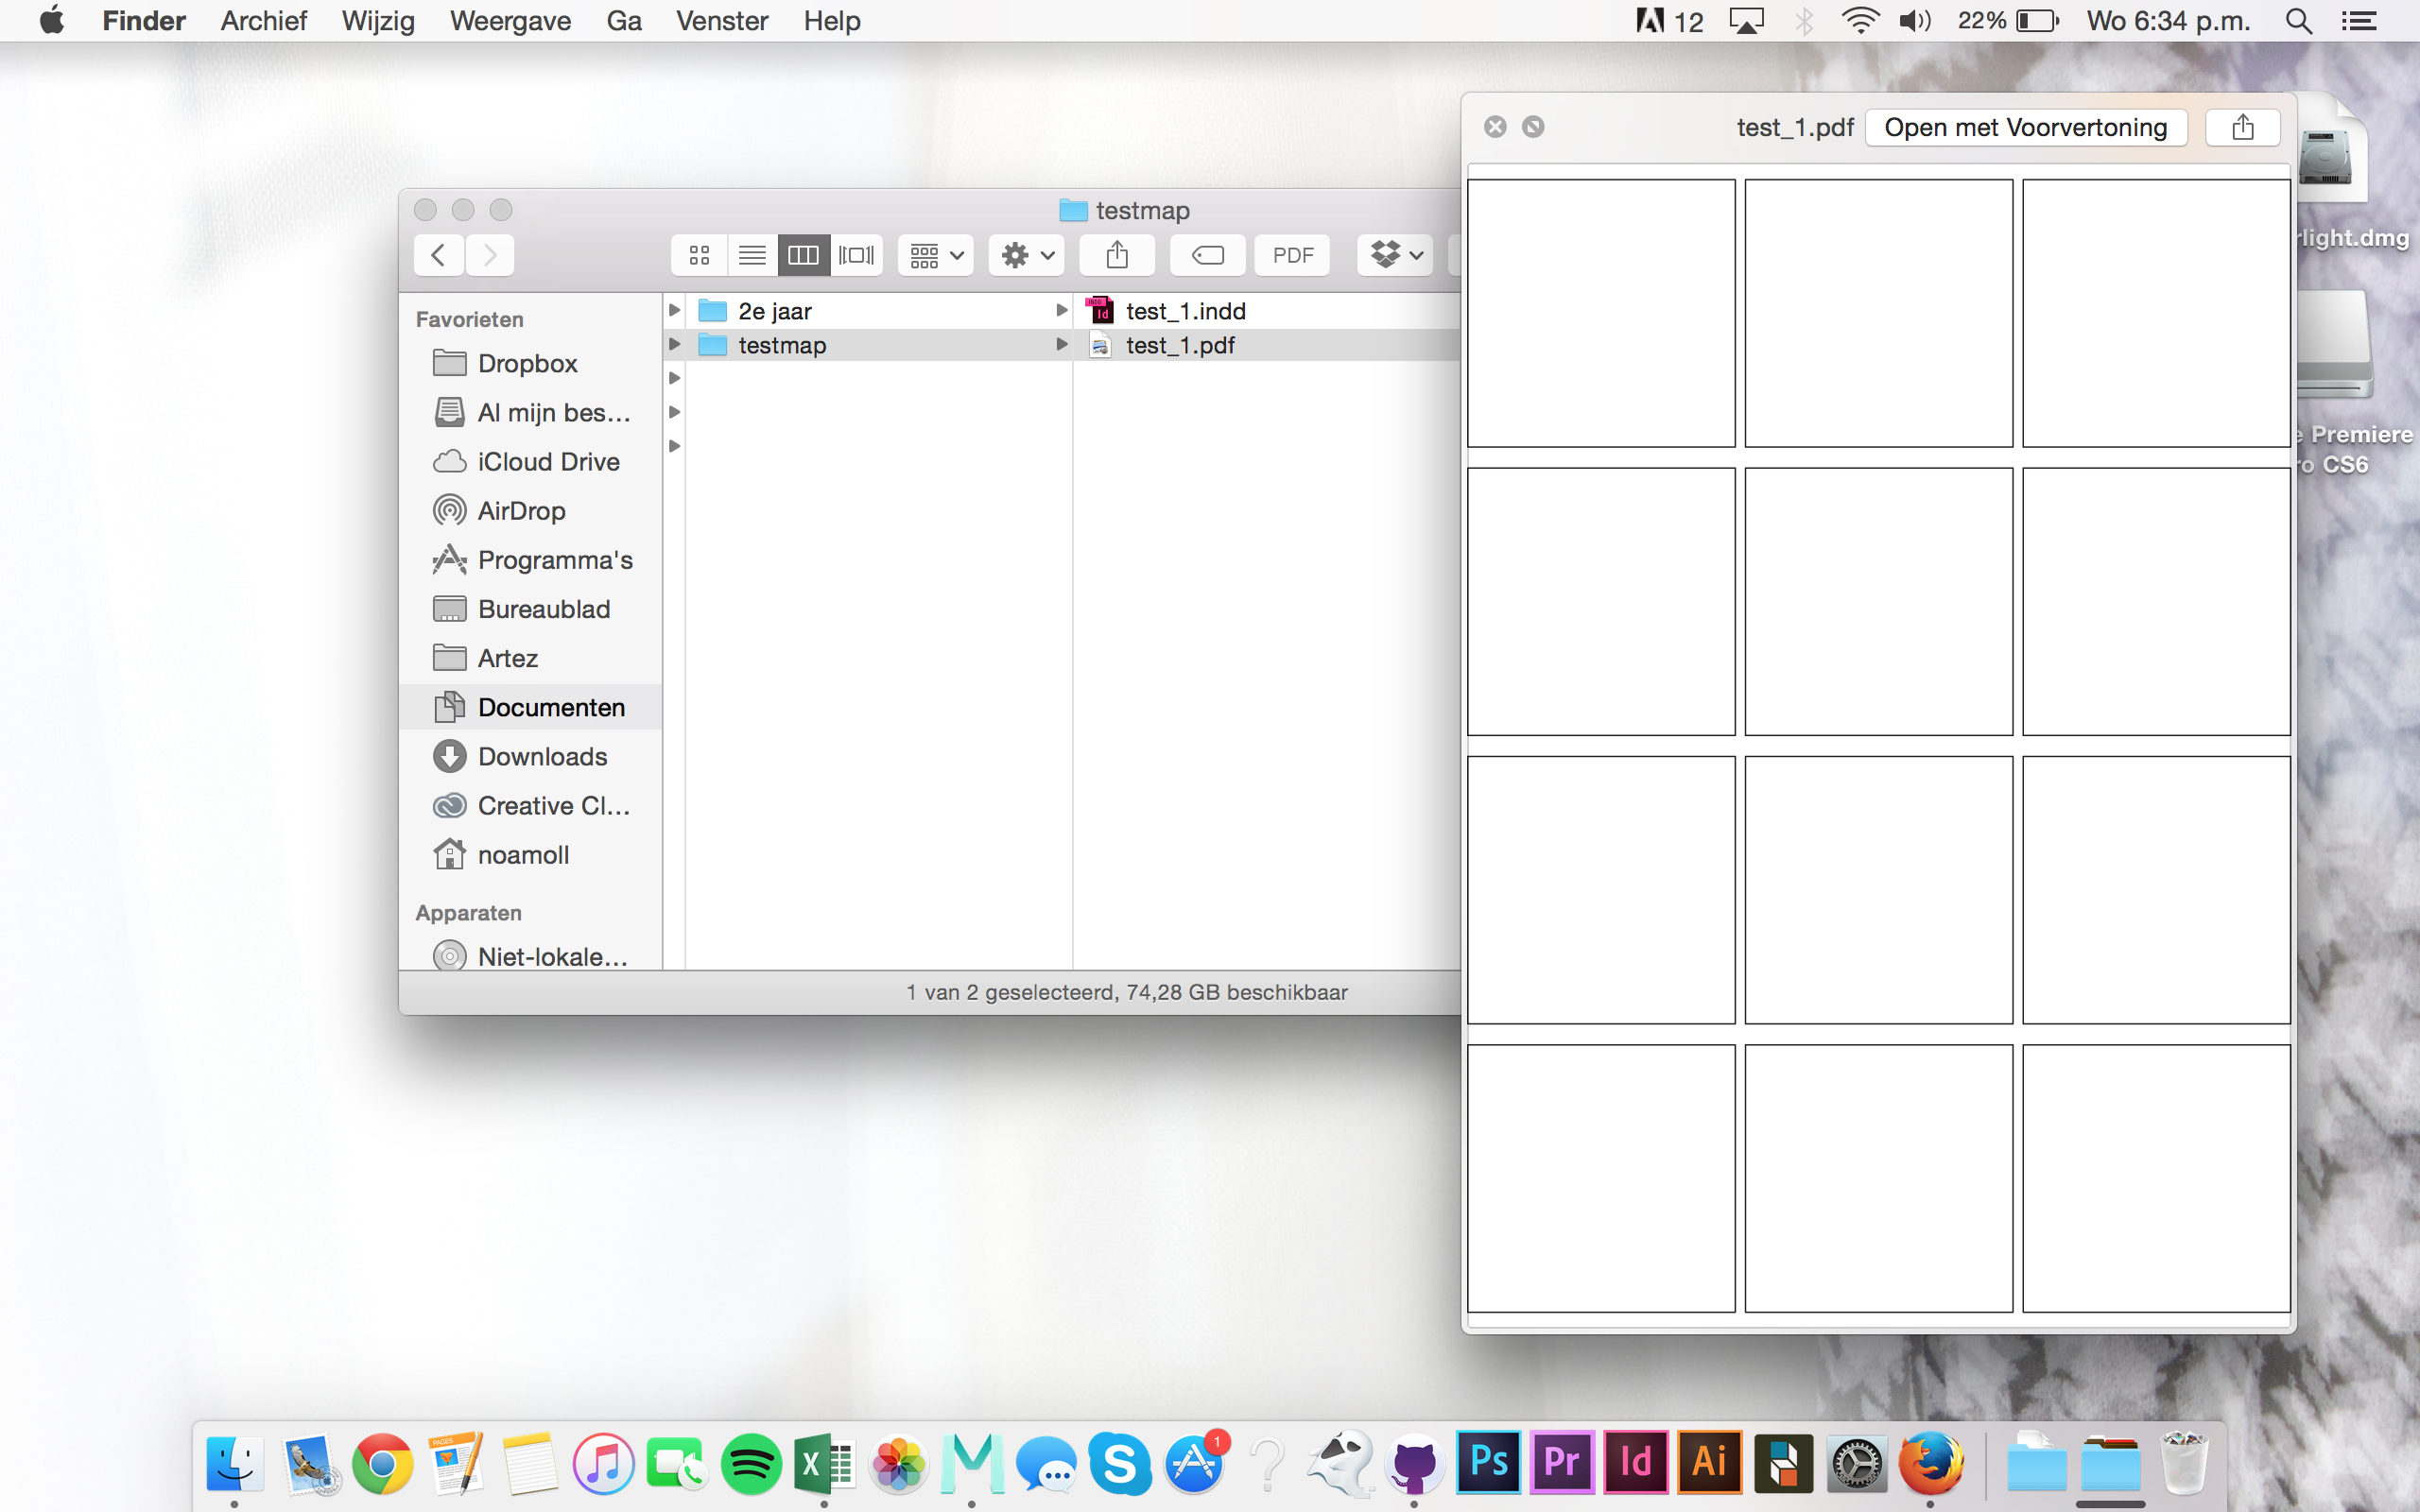 Finder Archief Wijzig Weergave Ga Venster Help 12 22% Wo 6:34 p.m.
test_1.pdf Open met Voorvertoning
testmap
PDF
Favorieten
Dropbox
Al mijn bes...
iCloud Drive
AirDrop
Programma's
Bureaublad
Artez
Documenten
Downloads
Creative Cl...
noamoll
Apparaten
Niet-lokale...
2e jaar
testmap
test_1.indd
test_1.pdf
1 van 2 geselecteerd, 74,28 GB beschikbaar
rlight.dmg
e Premiere
ro CS6
PAGES
X
S
1
?
Ps
Pr
Id
Ai